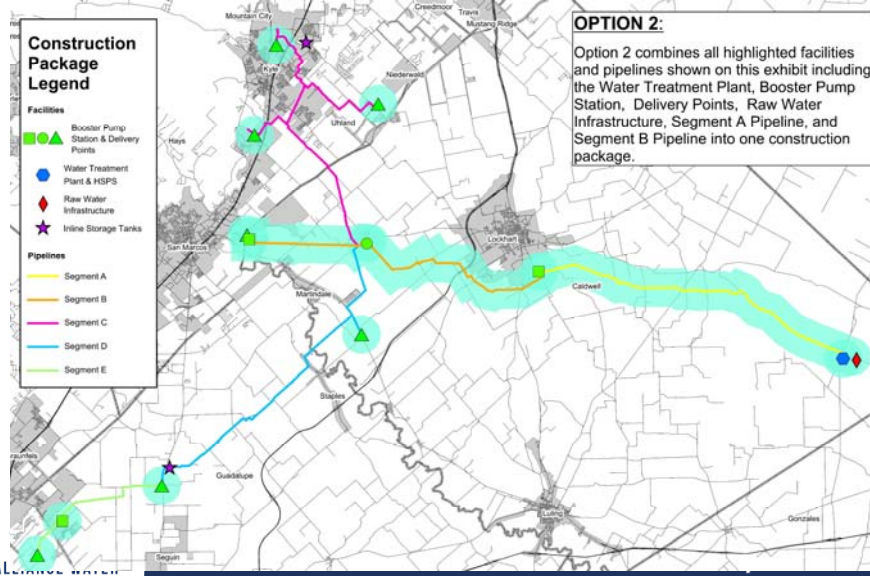 Mountain City
Creedmoor
Travis
Mustang Ridge
OPTION 2:
Option 2 combines all highlighted facilities
and pipelines shown on this exhibit including
the Water Treatment Plant, Booster Pump
Station, Delivery Points, Raw Water
Infrastructure, Segment A Pipeline, and
Segment B Pipeline into one construction
package.
Construction
Package
Legend
Facilities
Booster Pump
Station & Delivery
Points
Water Treatment
Plant & HSPS
Raw Water
Infrastructure
Inline Storage Tanks
Pipelines
Segment A
Segment B
Segment C
Segment D
Segment E
Kyle
Niederwald
Uhland
Hays
San Marcos
Lockhart
Caldwell
Martindale
Staples
Guadalupe
Seguin
Luling
Gonzales
ALLIANCE WATER